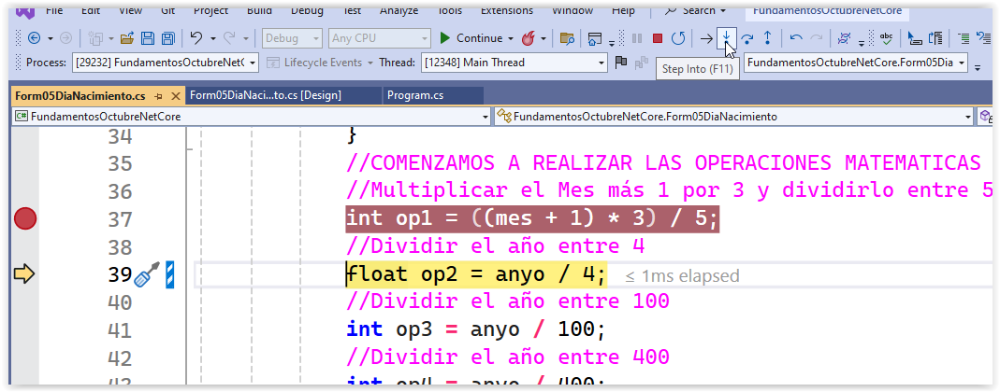 File Edit View Git Project Build Debug Test Analyze Tools Extensions Window Help Search FundamentosOctubreNetCore
Debug Any CPU Continue
Process: [29232] FundamentosOctubreNetC Lifecycle Events Thread: [12348] Main Thread FundamentosOctubreNetCore.Form05Dia
Step Into (F11)
Form05DiaNacimiento.cs Form05DiaNaci...to.cs [Design] Program.cs
C# FundamentosOctubreNetCore FundamentosOctubreNetCore.Form05DiaNacimiento
34 }
35 //COMENZAMOS A REALIZAR LAS OPERACIONES MATEMATICAS
36 //Multiplicar el Mes más 1 por 3 y dividirlo entre 5
37 int op1 = ((mes + 1) * 3) / 5;
38 //Dividir el año entre 4
39 float op2 = anyo / 4; ≤ 1ms elapsed
40 //Dividir el año entre 100
41 int op3 = anyo / 100;
42 //Dividir el año entre 400
43 int op4 = anyo / 400;